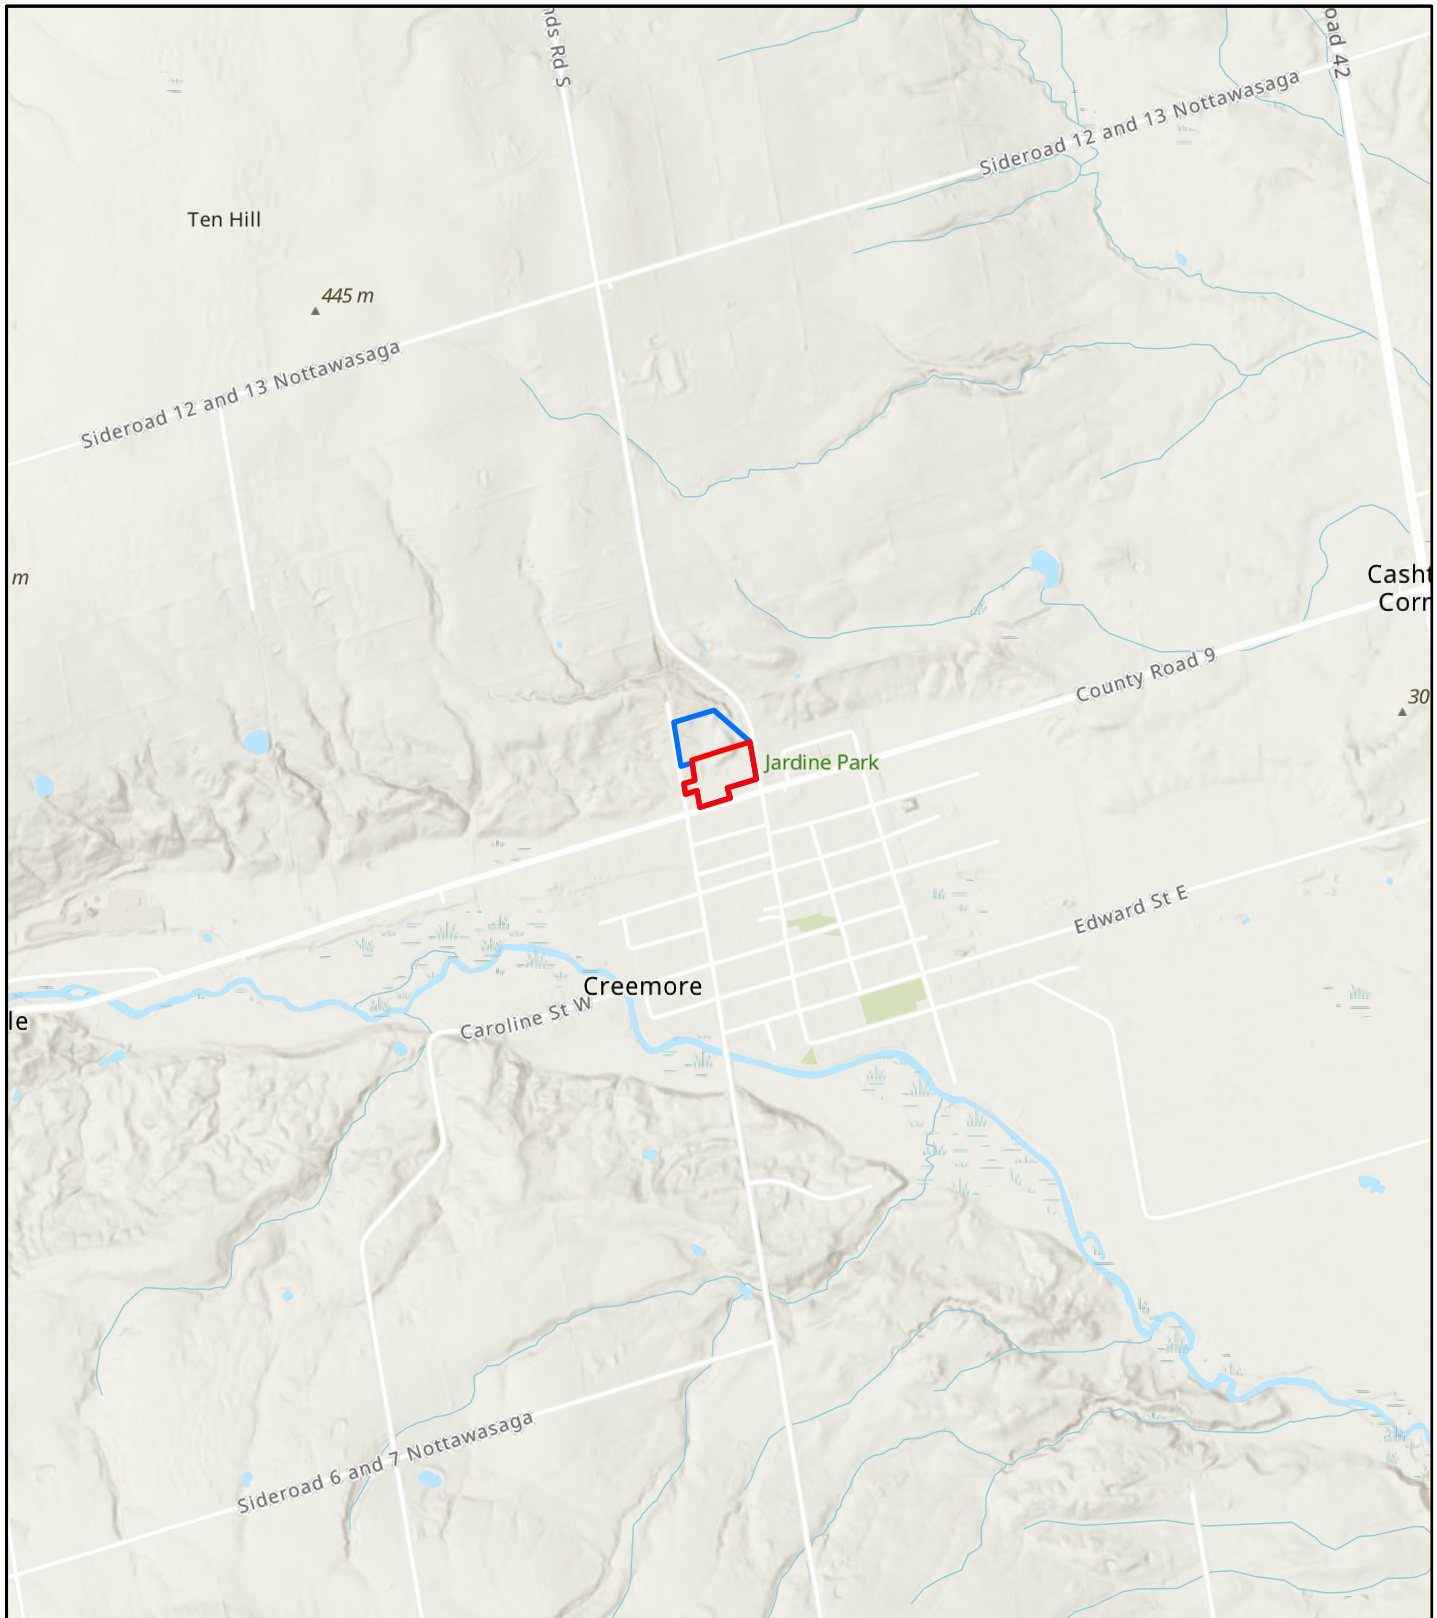 nds Rd S
oad 42
Sideroad 12 and 13 Nottawasaga
Ten Hill
445 m
Sideroad 12 and 13 Nottawasaga
m
Casht
Corr
County Road 9
30
Jardine Park
Edward St E
Creemore
Caroline St W
le
Sideroad 6 and 7 Nottawasaga